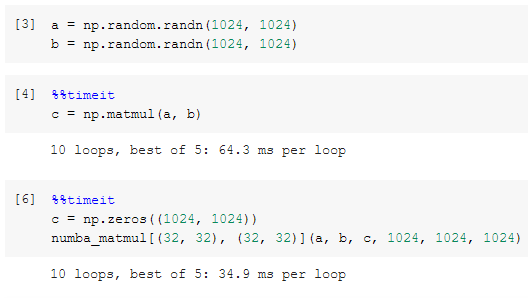 [3] a = np.random.randn(1024, 1024)
b = np.random.randn(1024, 1024)
[4] %%timeit
c = np.matmul(a, b)
10 loops, best of 5: 64.3 ms per loop
[6] %%timeit
c = np.zeros((1024, 1024))
numba_matmul[(32, 32), (32, 32)](a, b, c, 1024, 1024, 1024)
10 loops, best of 5: 34.9 ms per loop